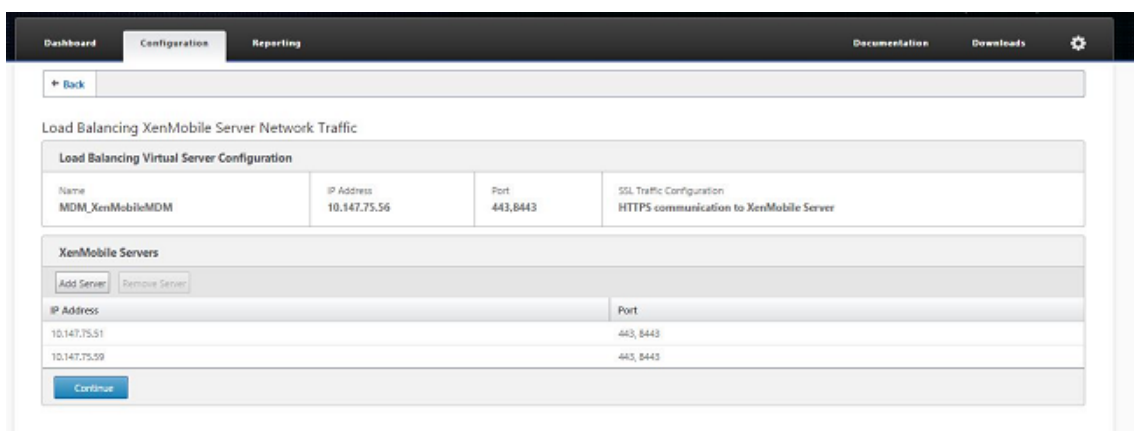 Dashboard Configuration Reporting Documentation Downloads
← Back
Load Balancing XenMobile Server Network Traffic
Load Balancing Virtual Server Configuration
Name IP Address Port SSL Traffic Configuration
MDM_XenMobileMDM 10.147.75.56 443,8443 HTTPS communication to XenMobile Server
XenMobile Servers
Add Server Remove Server
IP Address Port
10.147.75.51 443, 8443
10.147.75.59 443, 8443
Continue